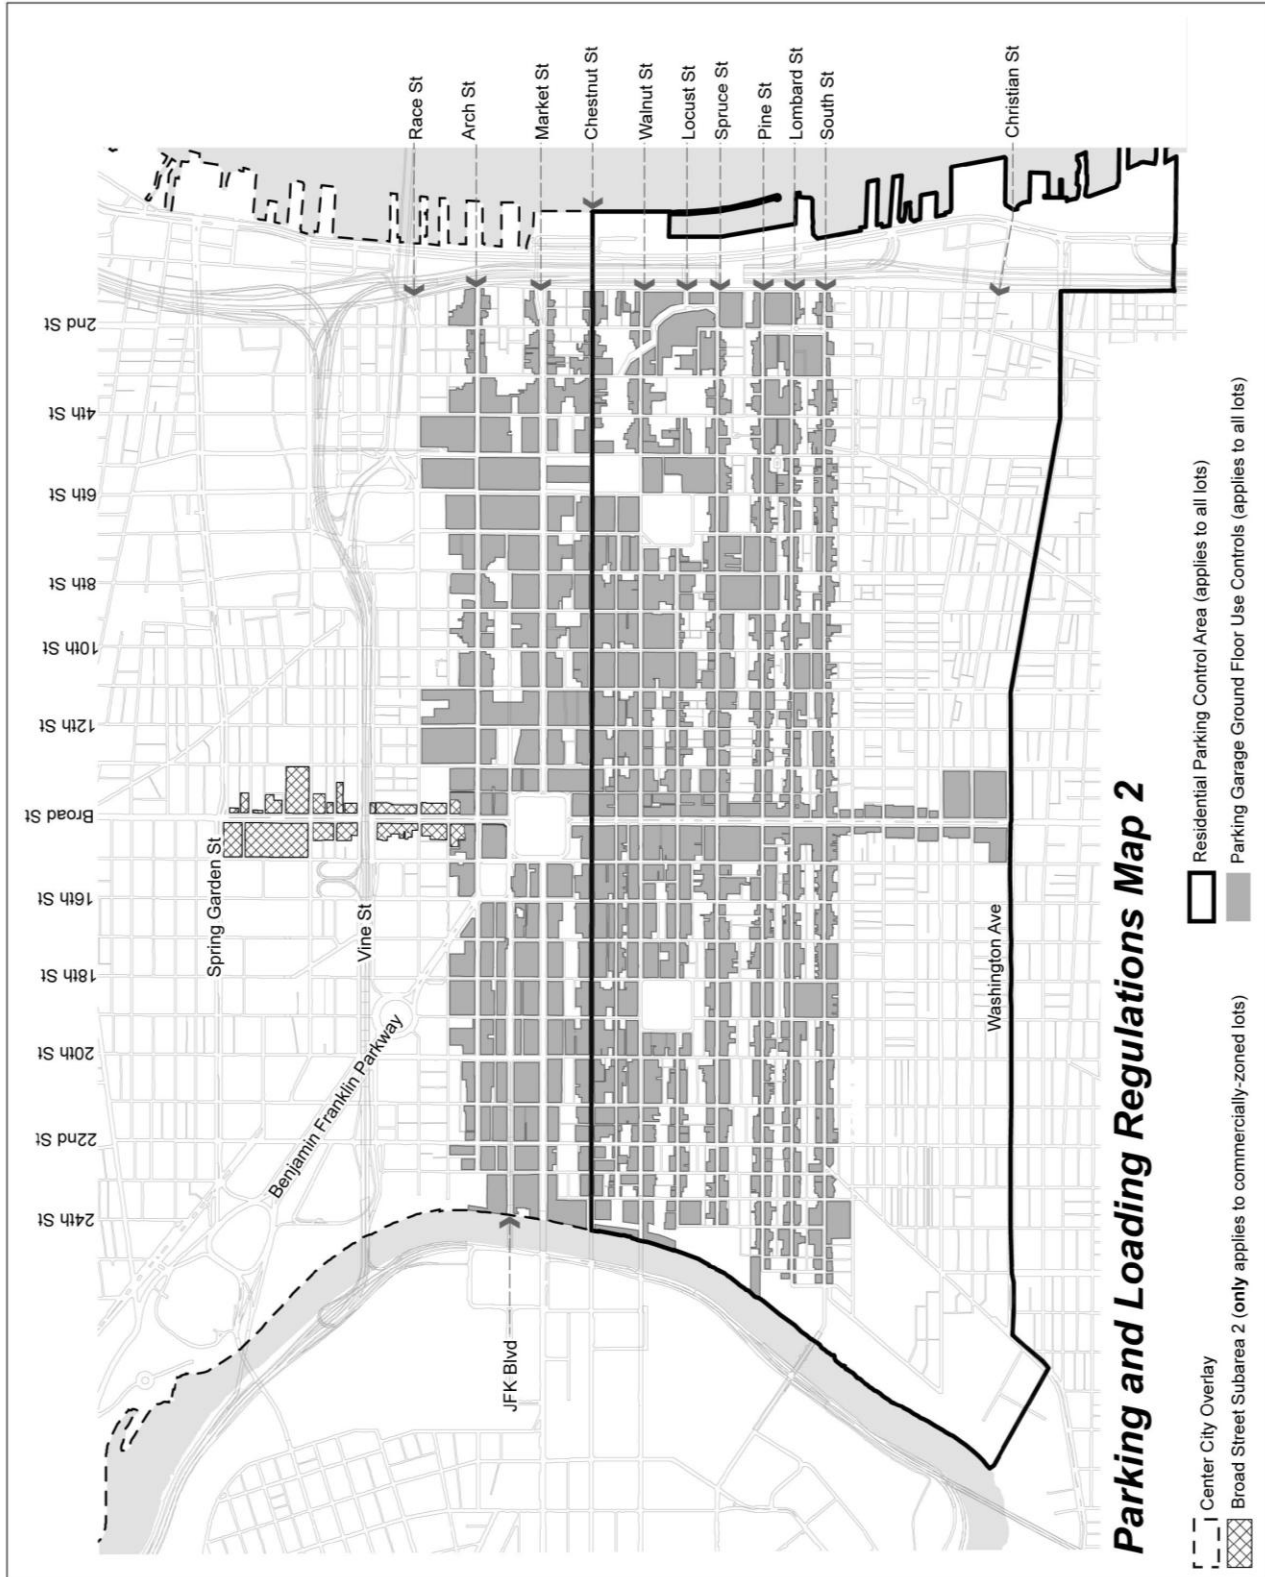 2nd St
4th St
6th St
8th St
10th St
12th St
Broad St
16th St
18th St
20th St
22nd St
24th St
Race St
Arch St
Market St
Chestnut St
Walnut St
Locust St
Spruce St
Pine St
Lombard St
South St
Christian St
Spring Garden St
Vine St
Benjamin Franklin Parkway
JFK Blvd
Washington Ave
Parking and Loading Regulations Map 2
Center City Overlay
Broad Street Subarea 2 (only applies to commercially-zoned lots)
Residential Parking Control Area (applies to all lots)
Parking Garage Ground Floor Use Controls (applies to all lots)